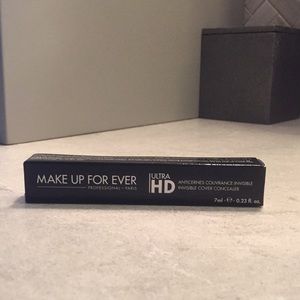 MAKE UP FOR EVER
PROFESSIONAL - PARIS
ULTRA
HD
ANTICERNES COUVRANCE INVISIBLE
INVISIBLE COVER CONCEALER
7ml - ℮ - 0.23 fl. oz.